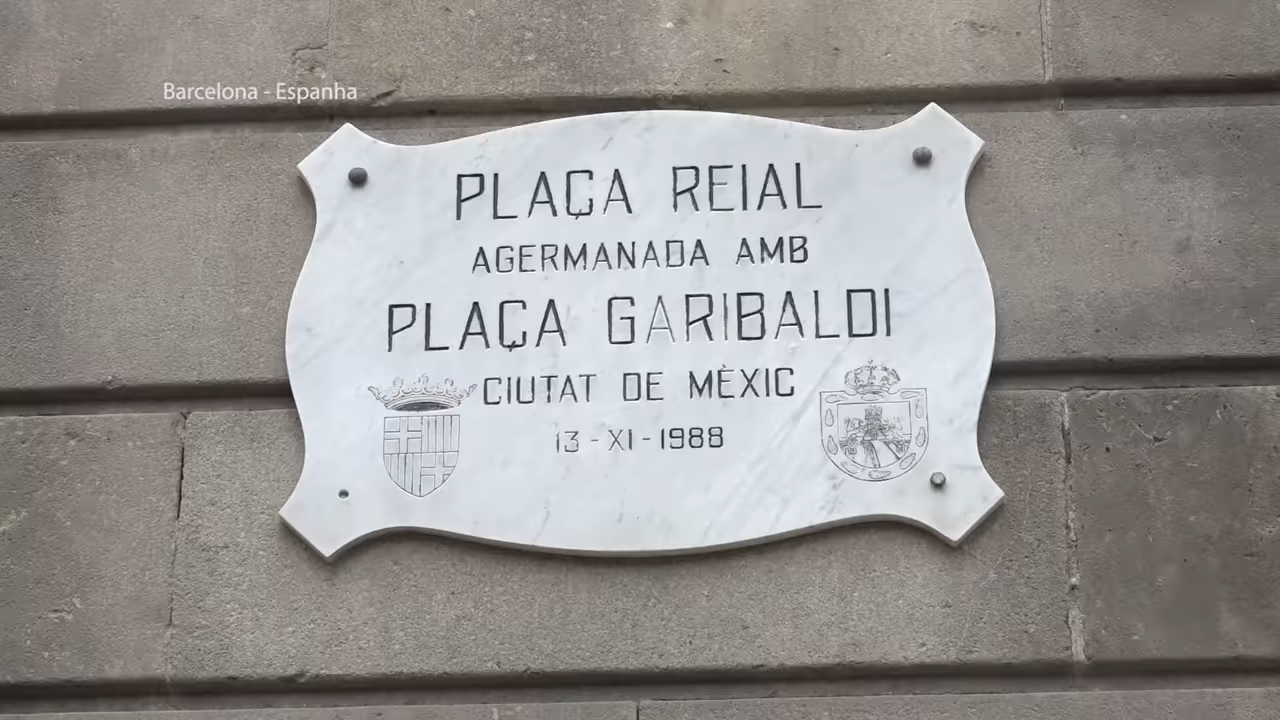 Barcelona - Espanha
PLAÇA REIAL
AGERMANADA AMB
PLAÇA GARIBALDI
CIUTAT DE MÈXIC
13 - XI - 1988